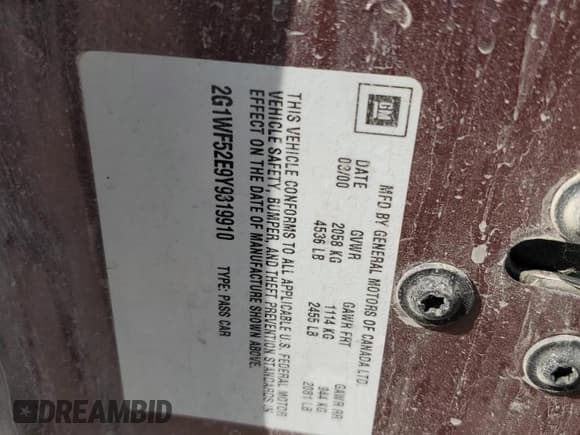 GM
MFD BY GENERAL MOTORS OF CANADA LTD
DATE GVWR GAWR FRT GAWR RR
03/00 2058 KG 1114 KG 944 KG
4536 LB 2455 LB 2081 LB
THIS VEHICLE CONFORMS TO ALL APPLICABLE U.S. FEDERAL MOTOR
VEHICLE SAFETY, BUMPER, AND THEFT PREVENTION STANDARDS IN
EFFECT ON THE DATE OF MANUFACTURE SHOWN ABOVE.
2G1WF52E9Y9319910 TYPE: PASS CAR
DREAMBID